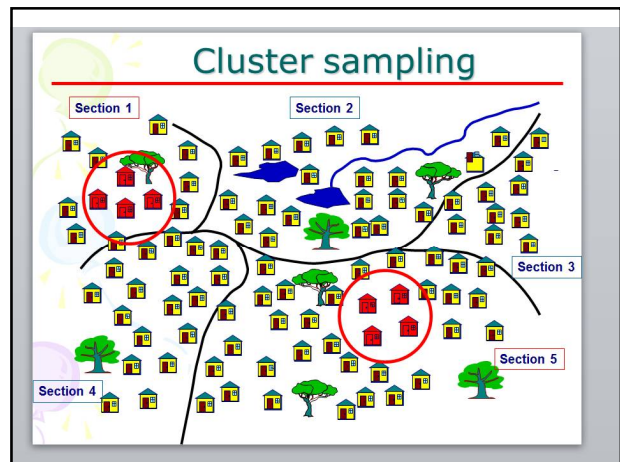 Cluster sampling
Section 1
Section 2
Section 3
Section 4
Section 5